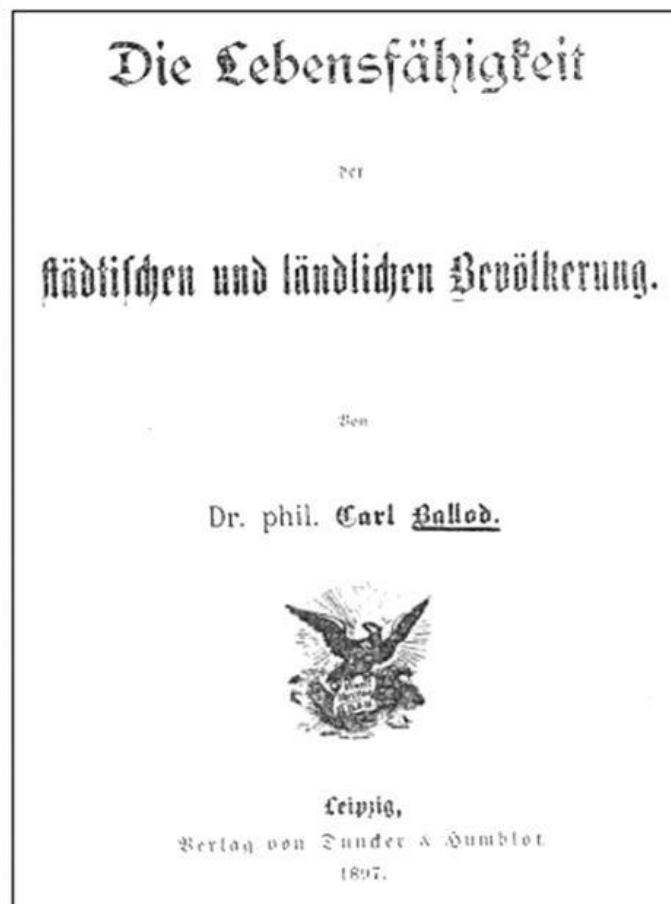 Die Lebensfähigkeit
der
städtischen und ländlichen Bevölkerung.
Von
Dr. phil. Carl Ballod.
Leipzig,
Verlag von Duncker & Humblot
1897.